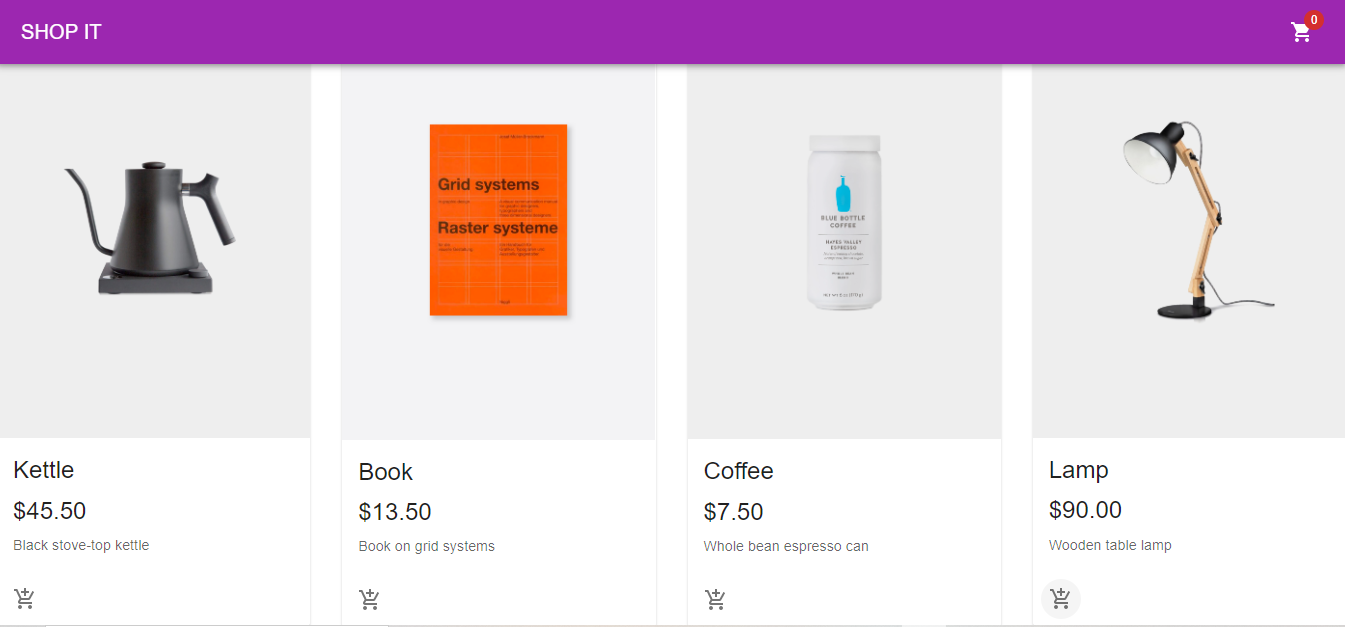 SHOP IT
0
Grid systems
Raster systeme
BLUE BOTTLE
COFFEE
HAYES VALLEY
ESPRESSO
Kettle
$45.50
Black stove-top kettle
Book
$13.50
Book on grid systems
Coffee
$7.50
Whole bean espresso can
Lamp
$90.00
Wooden table lamp